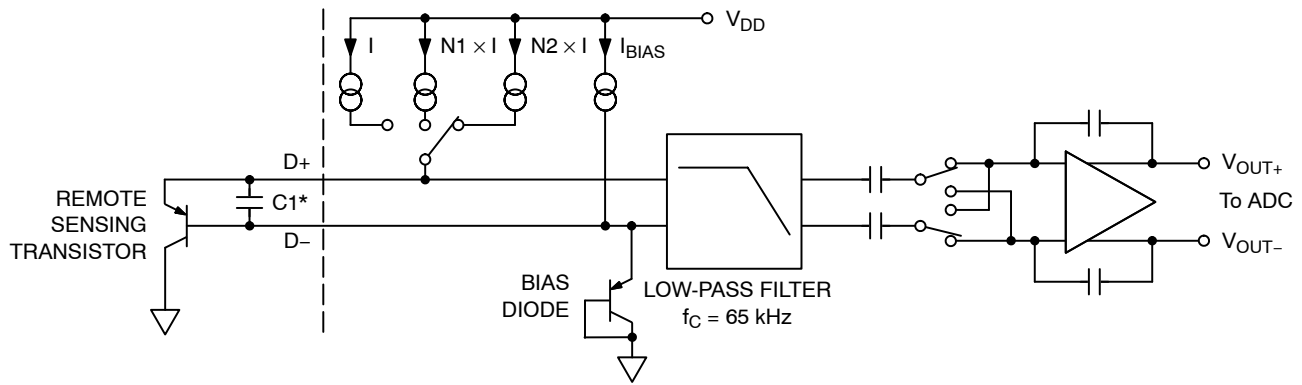 V_DD
I
N1 × I
N2 × I
I_BIAS
D+
REMOTE
SENSING
TRANSISTOR
C1*
D−
BIAS
DIODE
LOW-PASS FILTER
f_C = 65 kHz
V_OUT+
To ADC
V_OUT−